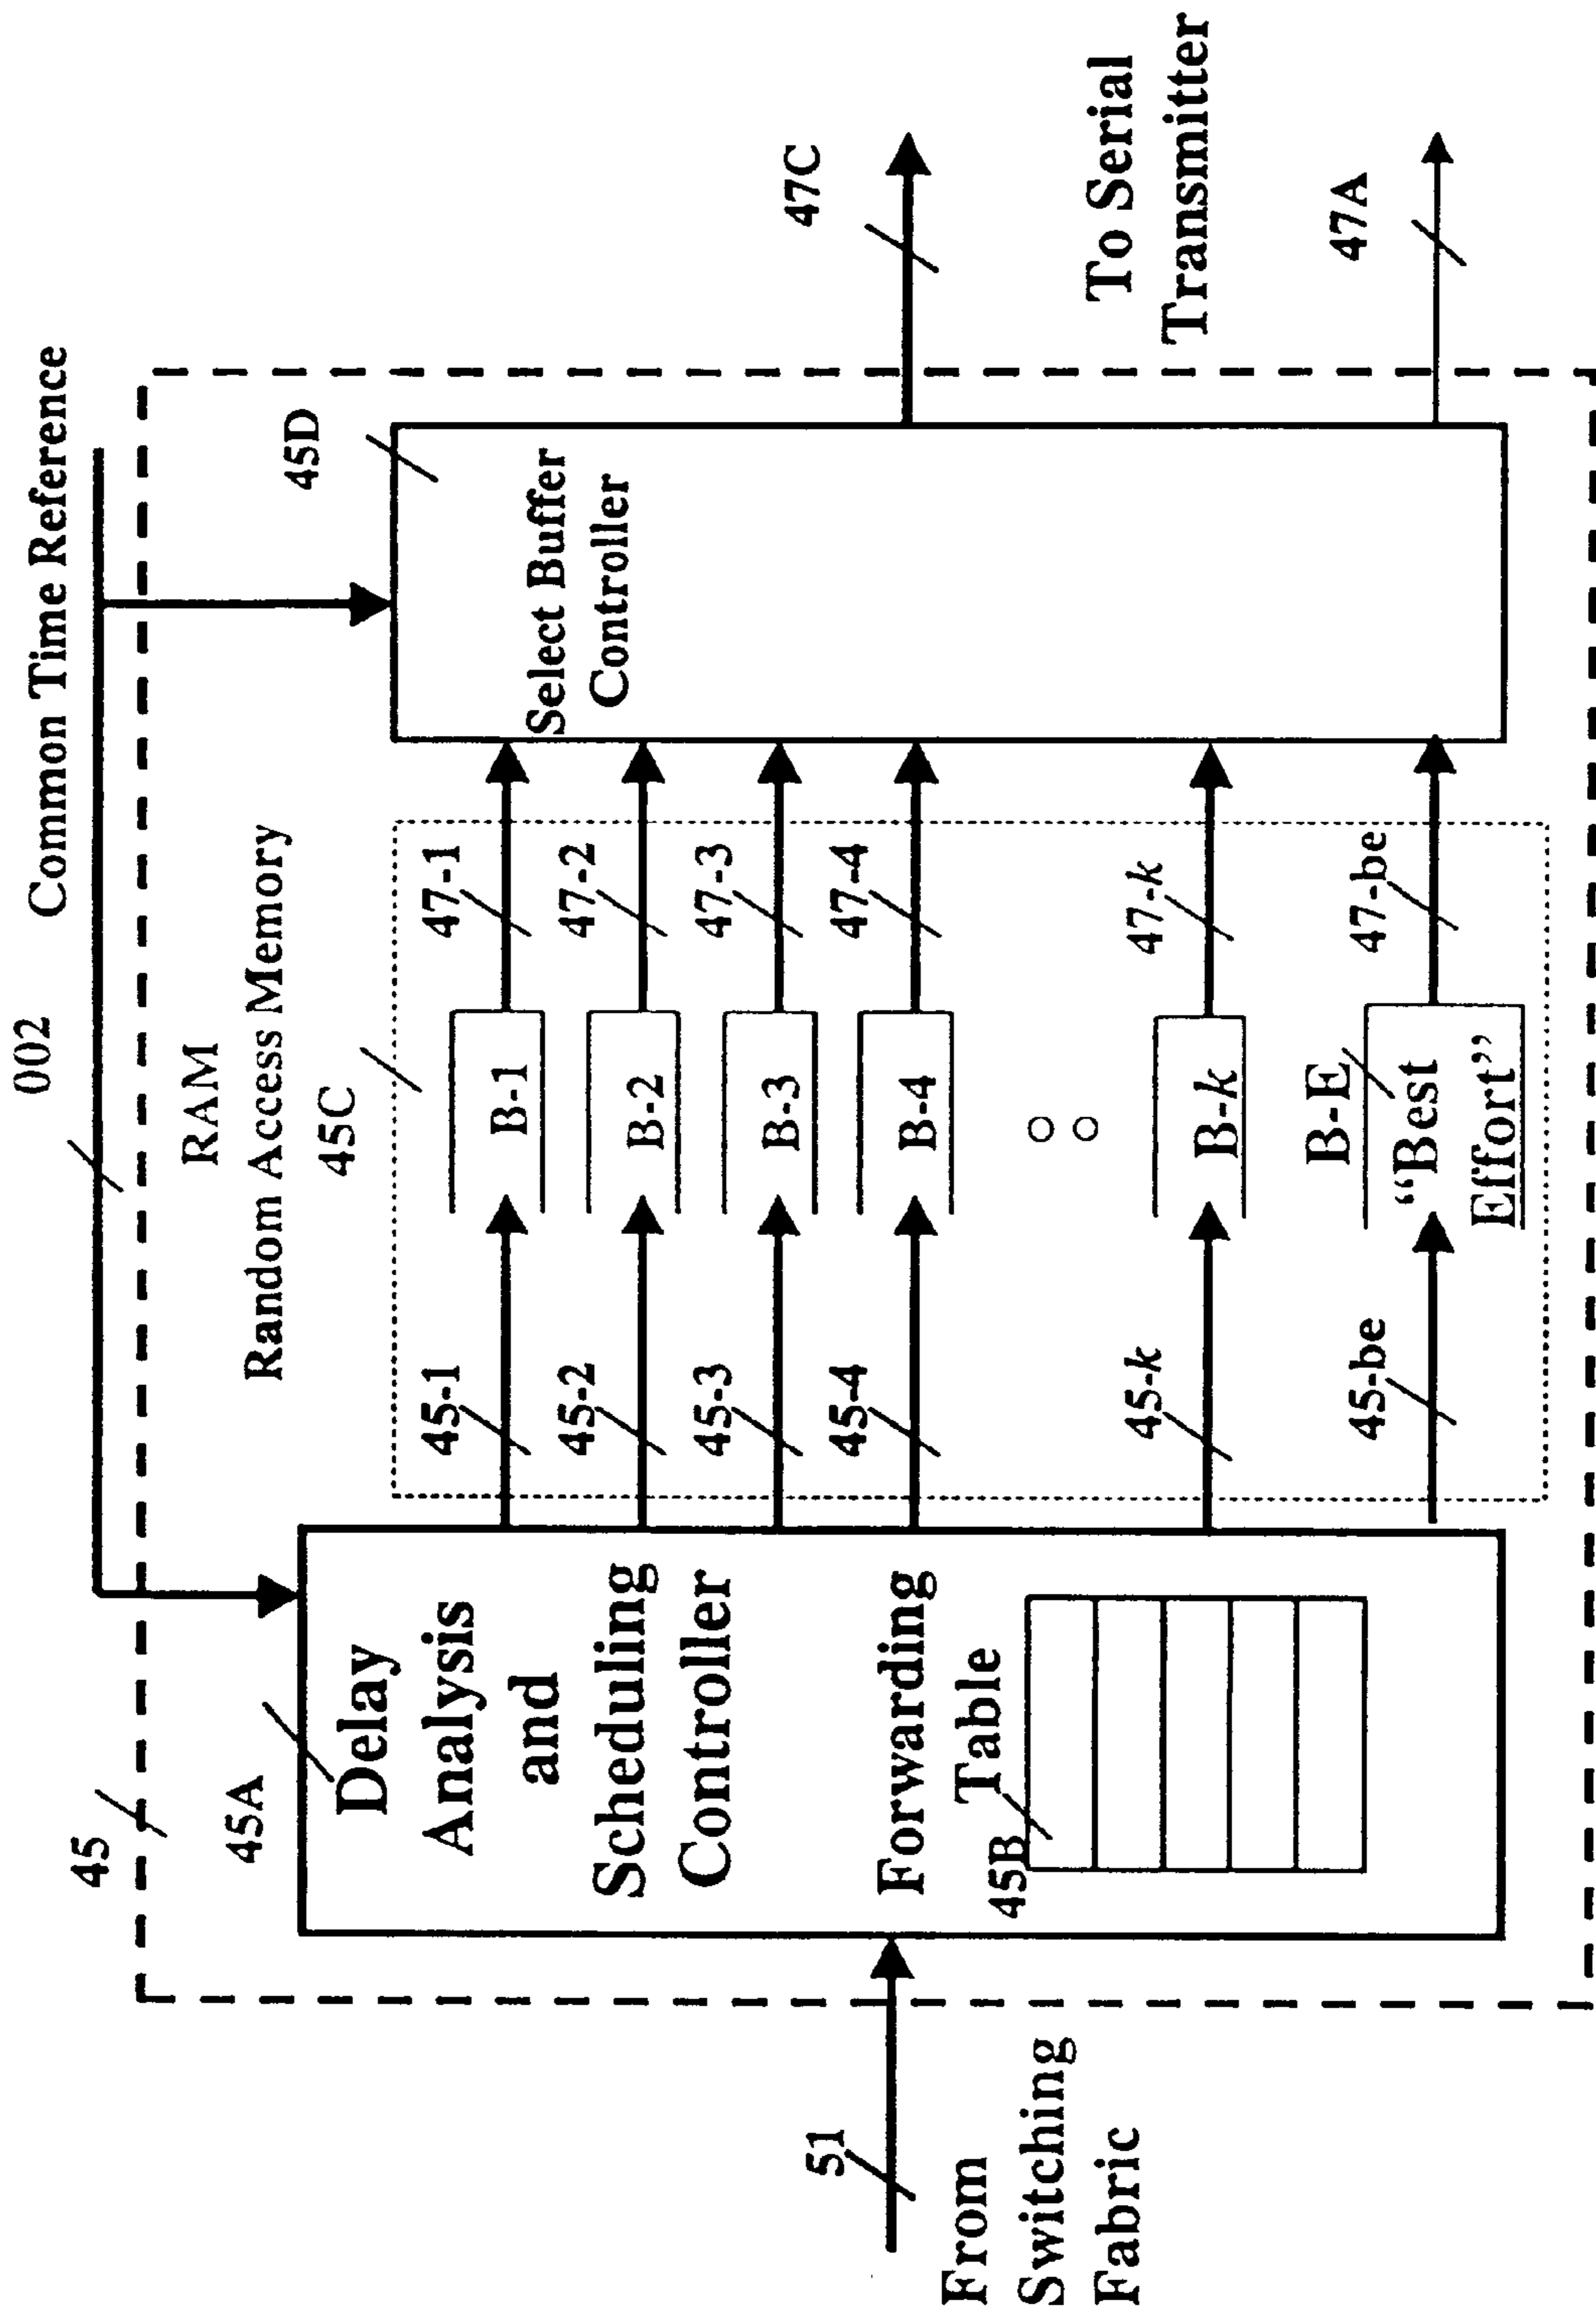 002
Common Time Reference
45
RAM
Random Access Memory
45A
45C
45D
Delay
Analysis
and
Scheduling
Controller
Forwarding
Table
45B
45-1
B-1
47-1
45-2
B-2
47-2
45-3
B-3
47-3
45-4
B-4
47-4
45-k
B-k
47-k
45-be
B-E
“Best
Effort”
47-be
Select Buffer
Controller
51
From
Switching
Fabric
47C
To Serial
Transmitter
47A